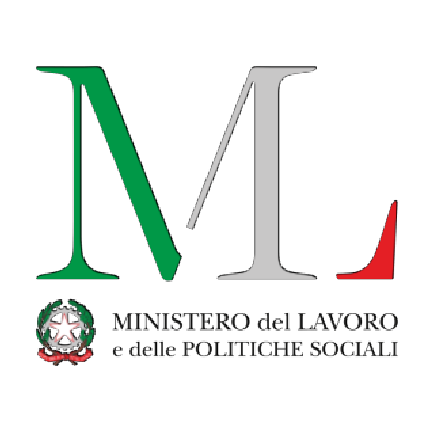 ML
MINISTERO del LAVORO
e delle POLITICHE SOCIALI